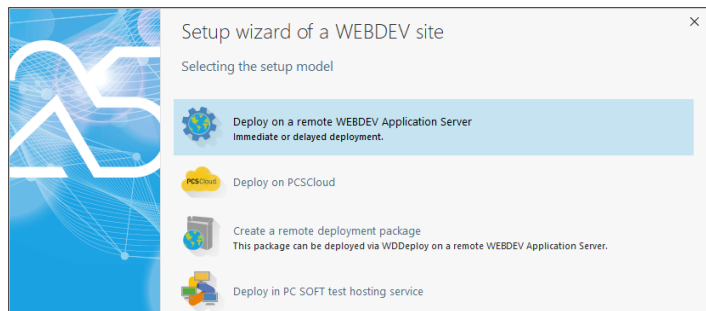 Setup wizard of a WEBDEV site
Selecting the setup model
Deploy on a remote WEBDEV Application Server
Immediate or delayed deployment.
PCSCloud
Deploy on PCSCloud
Create a remote deployment package
This package can be deployed via WDDeploy on a remote WEBDEV Application Server.
Deploy in PC SOFT test hosting service